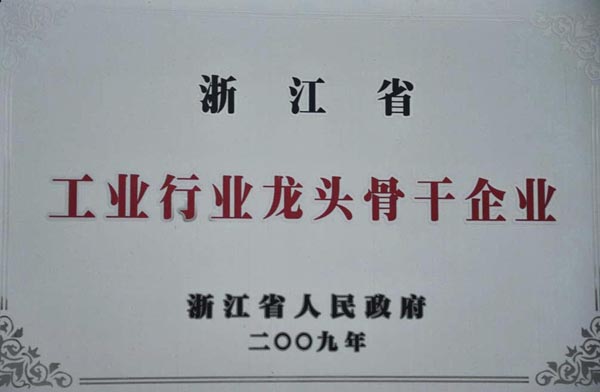 浙江省
工业行业龙头骨干企业
浙江省人民政府
二〇〇九年